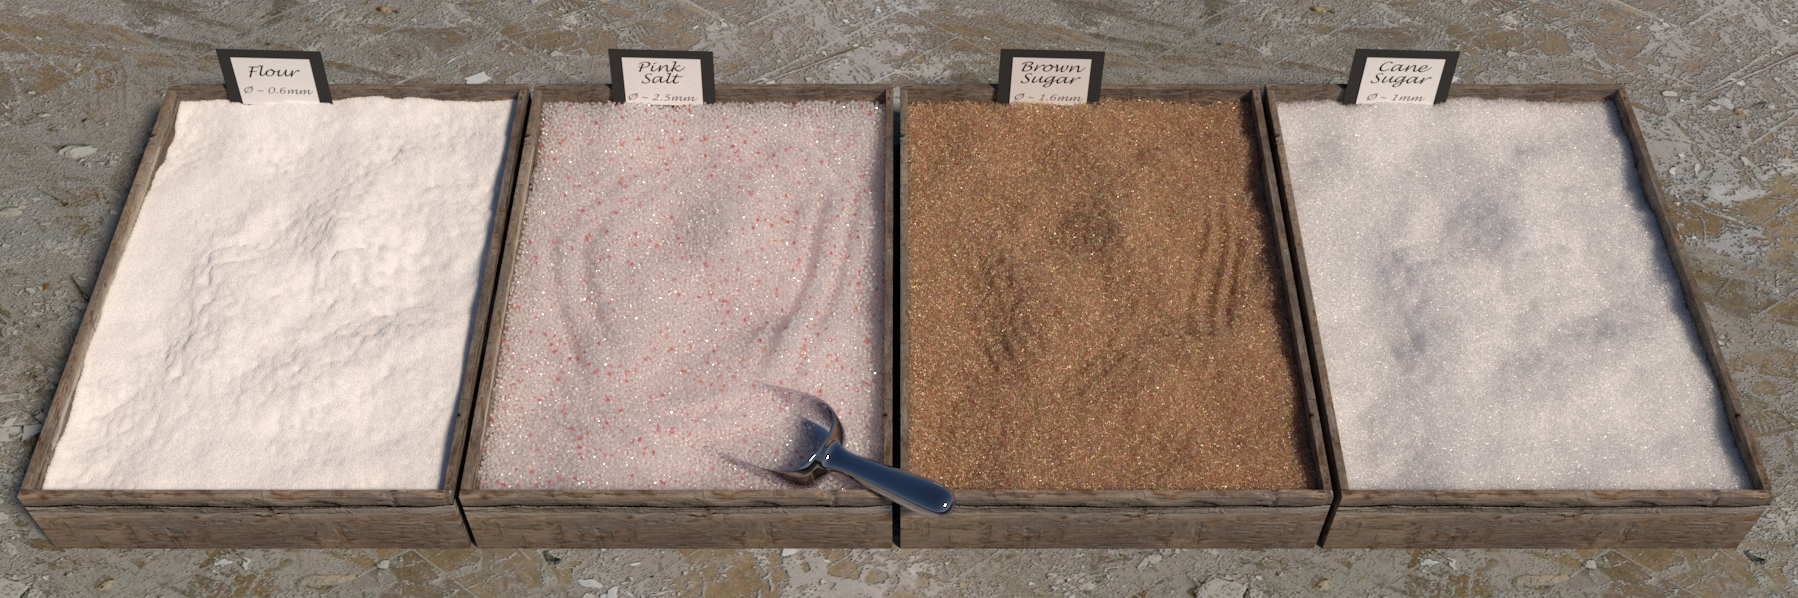 Flour
Ø ~ 0.6mm
Pink
Salt
Ø ~ 2.5mm
Brown
Sugar
Ø ~ 1.6mm
Cane
Sugar
Ø ~ 1mm